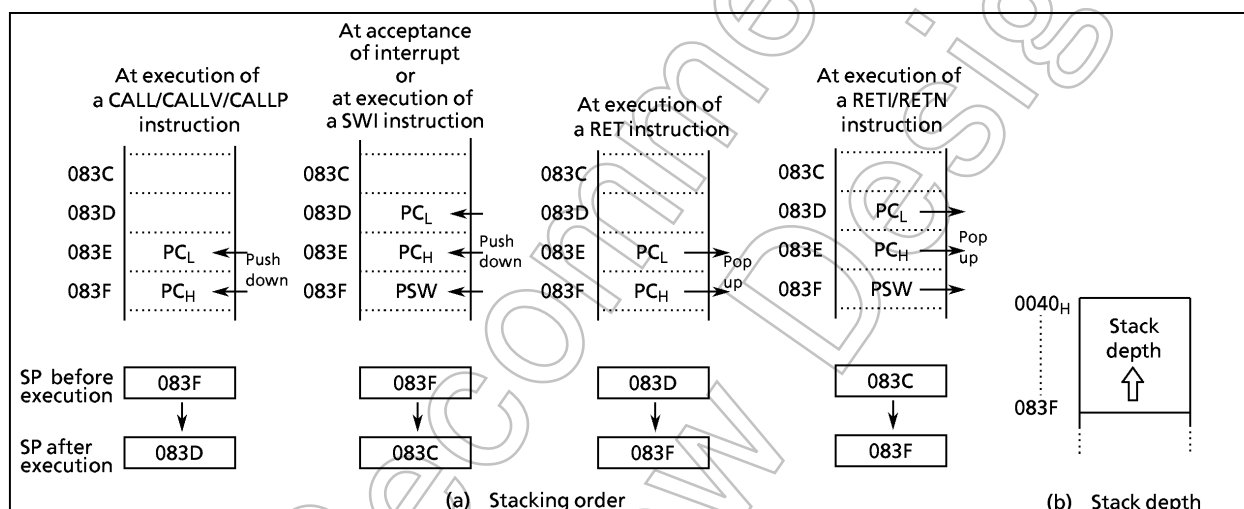 At execution of
a CALL/CALLV/CALLP
instruction
083C
083D
083E PCL Push
083F PCH down
SP before
execution
083F
SP after
execution
083D
At acceptance
of interrupt
or
at execution of
a SWI instruction
083C
083D PCL
083E PCH Push
down
083F PSW
083F
083C
At execution of
a RET instruction
083C
083D
083E PCL Pop
083F PCH up
083D
083F
At execution of
a RETI/RETN
instruction
083C
083D PCL
083E PCH Pop
up
083F PSW
083C
083F
0040H
Stack
depth
083F
(a) Stacking order
(b) Stack depth